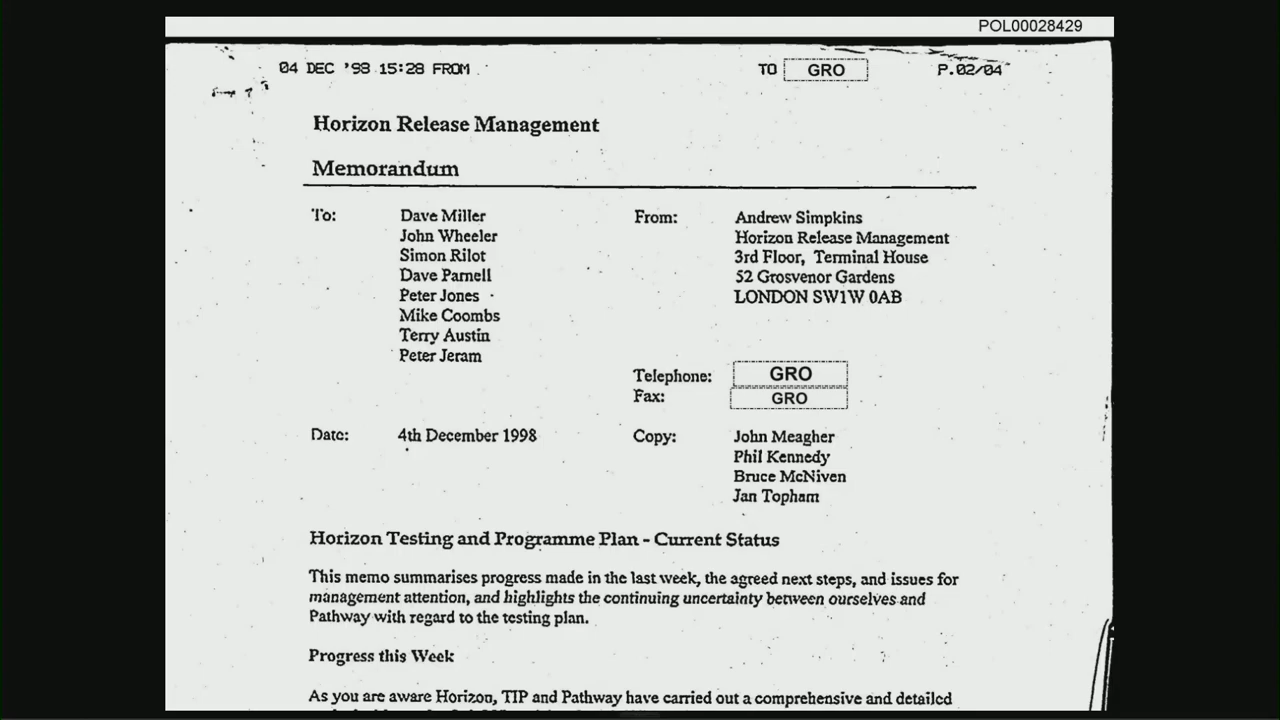 POL00028429
04 DEC '98 15:28 FROM TO GRO P.02/04
Horizon Release Management
Memorandum
To: Dave Miller From: Andrew Simpkins
John Wheeler Horizon Release Management
Simon Rilot 3rd Floor, Terminal House
Dave Parnell 52 Grosvenor Gardens
Peter Jones LONDON SW1W 0AB
Mike Coombs
Terry Austin
Peter Jeram
Telephone: GRO
Fax: GRO
Date: 4th December 1998 Copy: John Meagher
Phil Kennedy
Bruce McNiven
Jan Topham
Horizon Testing and Programme Plan - Current Status
This memo summarises progress made in the last week, the agreed next steps, and issues for
management attention, and highlights the continuing uncertainty between ourselves and
Pathway with regard to the testing plan.
Progress this Week
As you are aware Horizon, TIP and Pathway have carried out a comprehensive and detailed